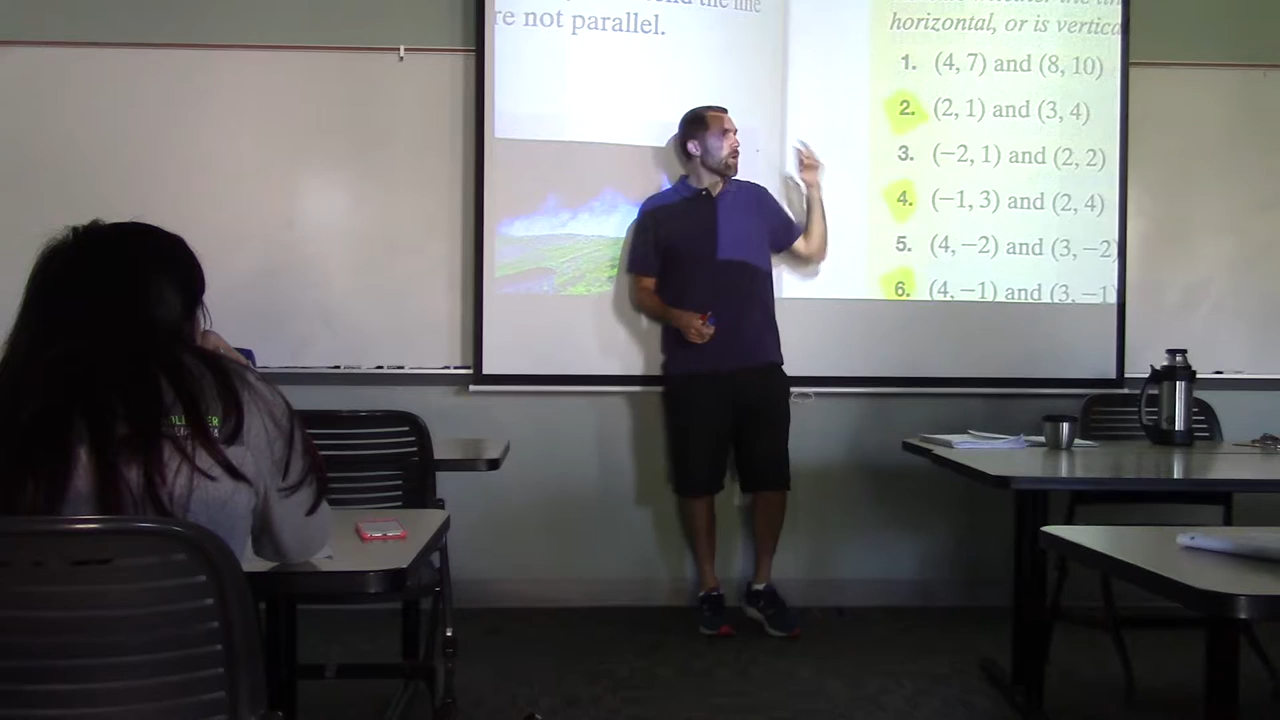 the line
re not parallel.
horizontal, or is vertica
1. (4, 7) and (8, 10)
2. (2, 1) and (3, 4)
3. (−2, 1) and (2, 2)
4. (−1, 3) and (2, 4)
5. (4, −2) and (3, −2)
6. (4, −1) and (3, −1